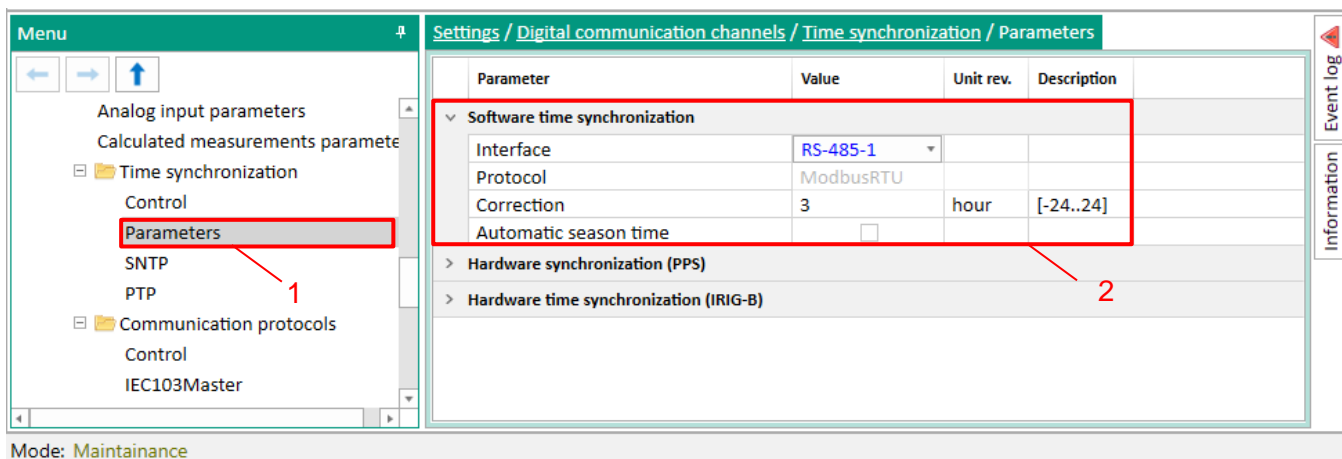 Menu
Analog input parameters
Calculated measurements paramete
Time synchronization
Control
Parameters
SNTP
PTP
1
Communication protocols
Control
IEC103Master
Settings / Digital communication channels / Time synchronization / Parameters
Parameter Value Unit rev. Description
Software time synchronization
Interface RS-485-1
Protocol ModbusRTU
Correction 3 hour [-24..24]
Automatic season time
Hardware synchronization (PPS)
2
Hardware time synchronization (IRIG-B)
Event log
Information
Mode: Maintainance